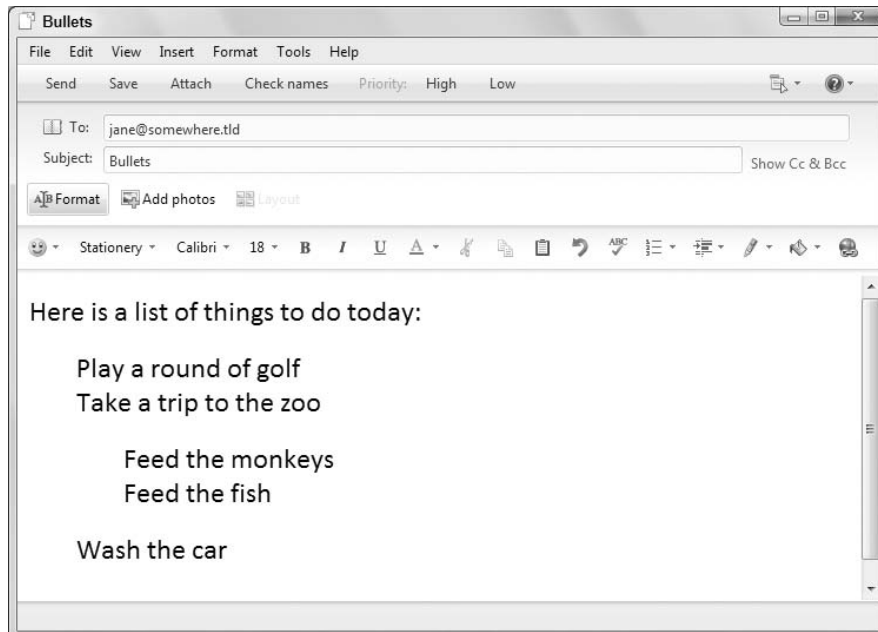 Bullets
File Edit View Insert Format Tools Help
Send Save Attach Check names Priority: High Low
To: jane@somewhere.tld
Subject: Bullets Show Cc & Bcc
Format Add photos Layout
Stationery Calibri 18 B I U A ABC
Here is a list of things to do today:
Play a round of golf
Take a trip to the zoo
Feed the monkeys
Feed the fish
Wash the car